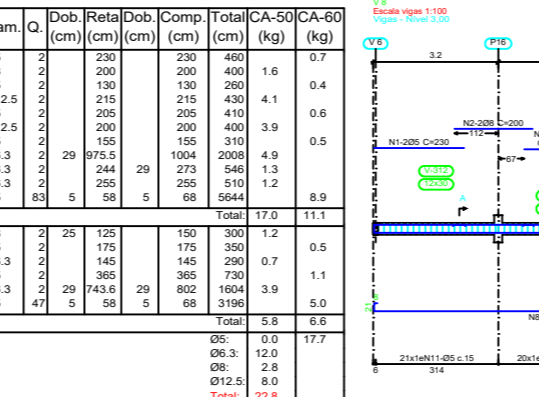 am. Q. Dob. (cm) Reta (cm) Dob. (cm) Comp. (cm) Total (cm) CA-50 (kg) CA-60 (kg)
2 230 230 460 0.7
2 200 200 400 1.6
2 130 130 260 0.4
2.5 2 215 215 430 4.1
2 205 205 410 0.6
2.5 2 200 200 400 3.9
2 155 155 310 0.5
.3 2 29 975.5 1004 2008 4.9
.3 2 244 29 273 546 1.3
.3 2 255 255 510 1.2
83 5 58 5 68 5644 8.9
Total: 17.0 11.1
2 25 125 150 300 1.2
2 175 175 350 0.5
.3 2 145 145 290 0.7
2 365 365 730 1.1
.3 2 29 743.6 29 802 1604 3.9
47 5 58 5 68 3196 5.0
Total: 5.8 6.6
Ø5: 0.0 17.7
Ø6.3: 12.0
Ø8: 2.8
Ø12.5: 8.0
Total: 22.8
V 8
Escala vigas 1:100
Vigas - Nível 3,00
V 6 P16
3.2
N2-2Ø8 C=200
112
N1-2Ø5 C=230
67
V-312
12x30
A
N8
21x1eN11-Ø5 c.15 20x1e
6 314